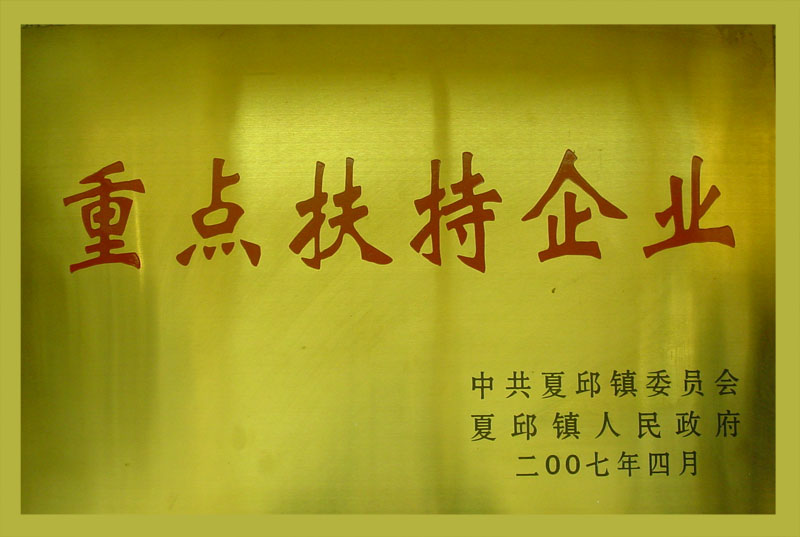 重点扶持企业
中共夏邱镇委员会
夏邱镇人民政府
二00七年四月